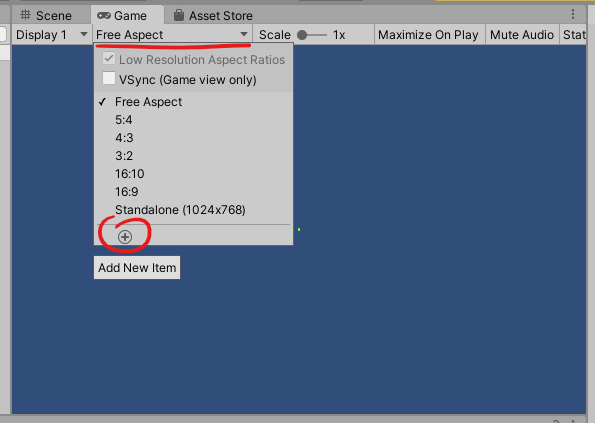 Scene Game Asset Store
Display 1 Free Aspect Scale 1x Maximize On Play Mute Audio Stat
Low Resolution Aspect Ratios
VSync (Game view only)
Free Aspect
5:4
4:3
3:2
16:10
16:9
Standalone (1024x768)
Add New Item